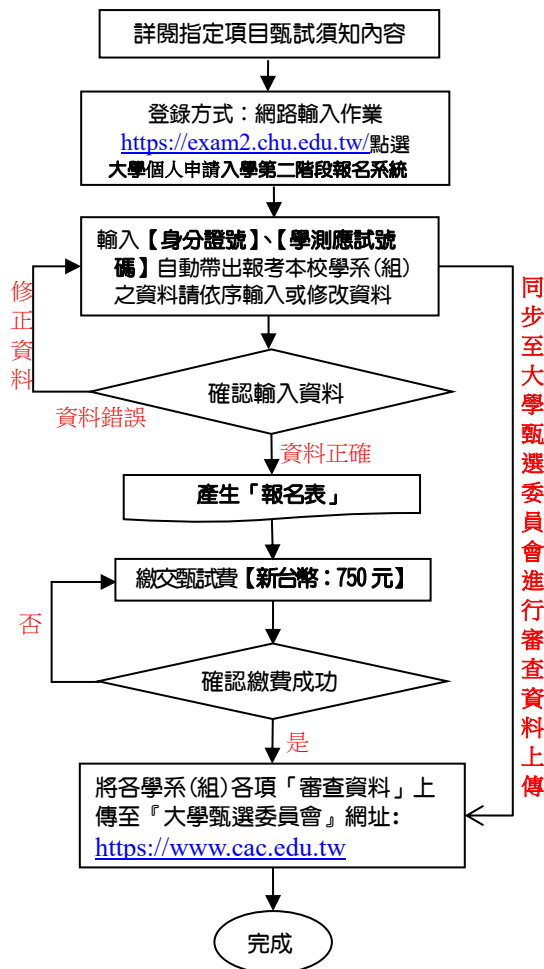 詳閱指定項目甄試須知內容
登錄方式：網路輸入作業
https://exam2.chu.edu.tw/點選
大學個人申請入學第二階段報名系統
輸入【身分證號】、【學測應試號
碼】自動帶出報考本校學系(組)
之資料請依序輸入或修改資料
修正資料
確認輸入資料
資料錯誤
資料正確
產生「報名表」
繳交甄試費【新台幣：750 元】
否
確認繳費成功
是
同步至大學甄選委員會進行審查資料上傳
將各學系(組)各項「審查資料」上
傳至『大學甄選委員會』網址:
https://www.cac.edu.tw
完成